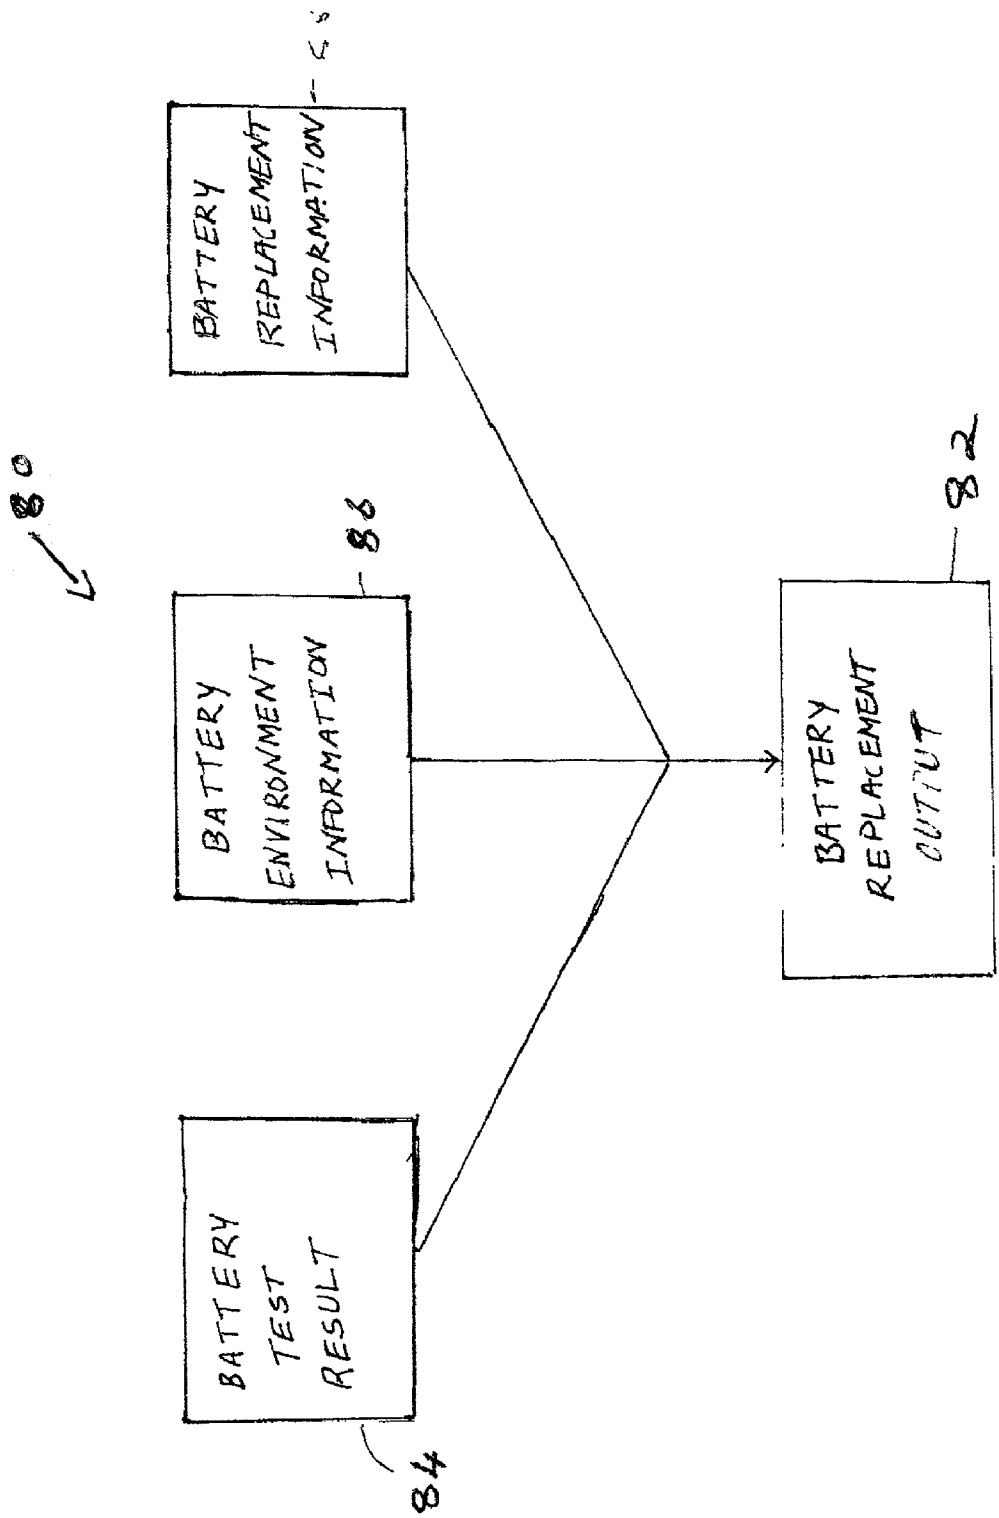 80
BATTERY
TEST
RESULT
84
BATTERY
ENVIRONMENT
INFORMATION
86
BATTERY
REPLACEMENT
INFORMATION
BATTERY
REPLACEMENT
OUTPUT
82